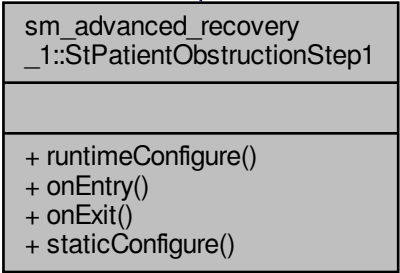 sm_advanced_recovery
_1::StPatientObstructionStep1
+ runtimeConfigure()
+ onEntry()
+ onExit()
+ staticConfigure()